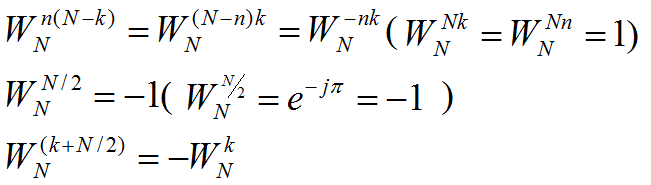 W_N^{n(N-k)} = W_N^{(N-n)k} = W_N^{-nk} ( W_N^{Nk} = W_N^{Nn} = 1)
W_N^{N/2} = -1( W_N^{N/2} = e^{-jπ} = -1 )
W_N^{(k+N/2)} = -W_N^k